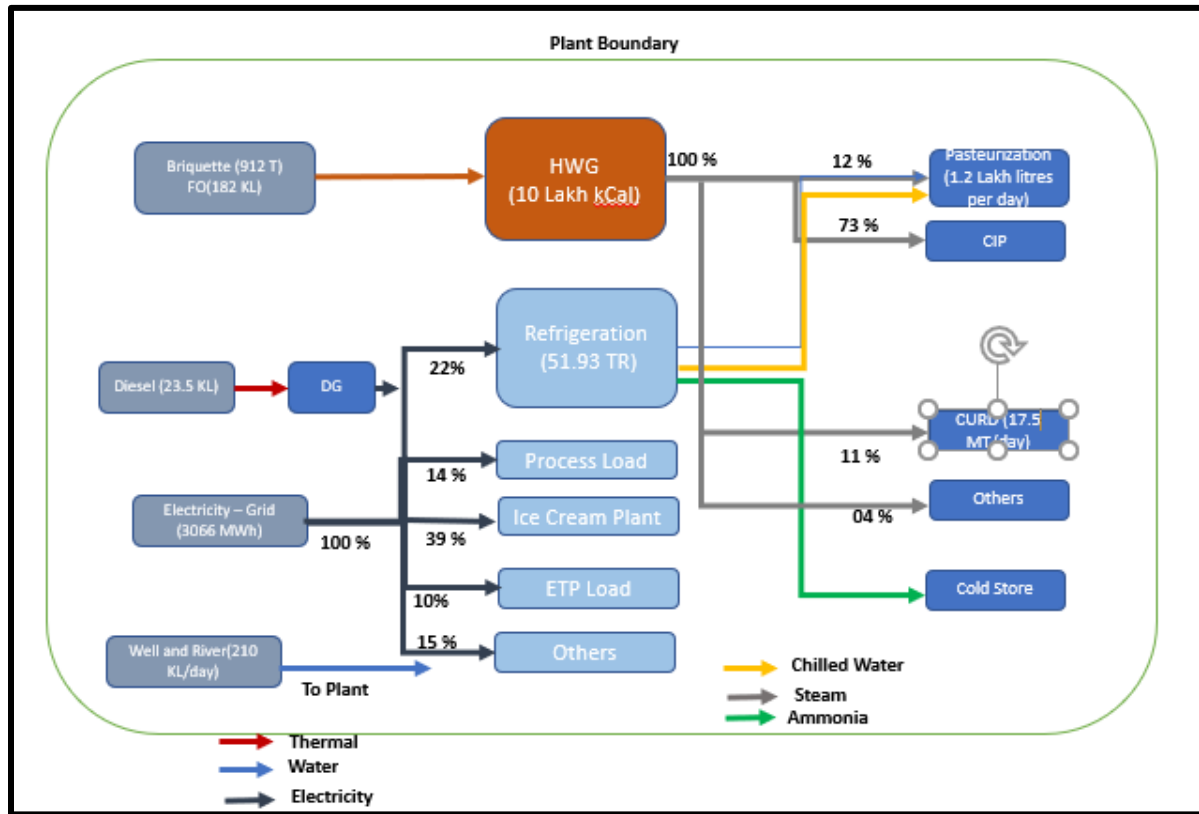 Plant Boundary
Briquette (912 T)
FO(182 KL)
HWG
(10 Lakh kCal)
100 %
12 %
Pasteurization
(1.2 Lakh litres
per day)
73 %
CIP
Diesel (23.5 KL)
DG
22%
Refrigeration
(51.93 TR)
CURD (17.5
MT/day)
11 %
14 %
Process Load
Electricity – Grid
(3066 MWh)
100 %
39 %
Ice Cream Plant
Others
04 %
10%
ETP Load
Cold Store
Well and River(210
KL/day)
To Plant
15 %
Others
Chilled Water
Steam
Ammonia
Thermal
Water
Electricity